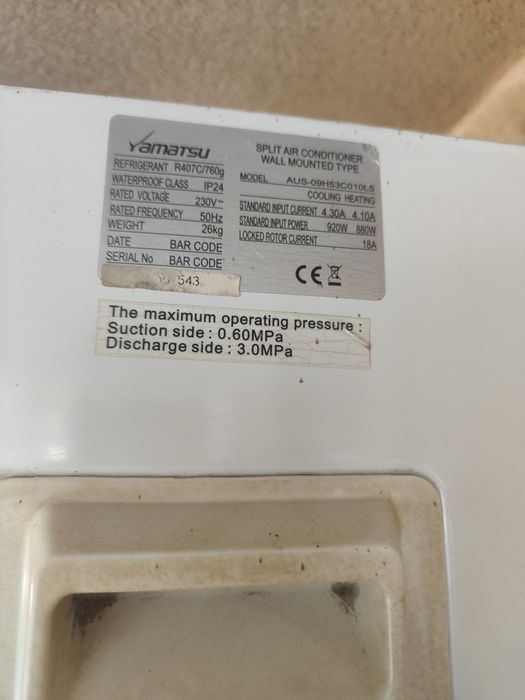 Yamatsu
REFRIGERANT R407C/760g
WATERPROOF CLASS IP24
RATED VOLTAGE 230V~
RATED FREQUENCY 50Hz
WEIGHT 26kg
DATE BAR CODE
SERIAL No BAR CODE
543
SPLIT AIR CONDITIONER
WALL MOUNTED TYPE
MODEL AUS-09H53C010L5
COOLING HEATING
STANDARD INPUT CURRENT 4.30A 4.10A
STANDARD INPUT POWER 920W 880W
LOCKED ROTOR CURRENT 18A
CE
The maximum operating pressure :
Suction side : 0.60MPa
Discharge side : 3.0MPa